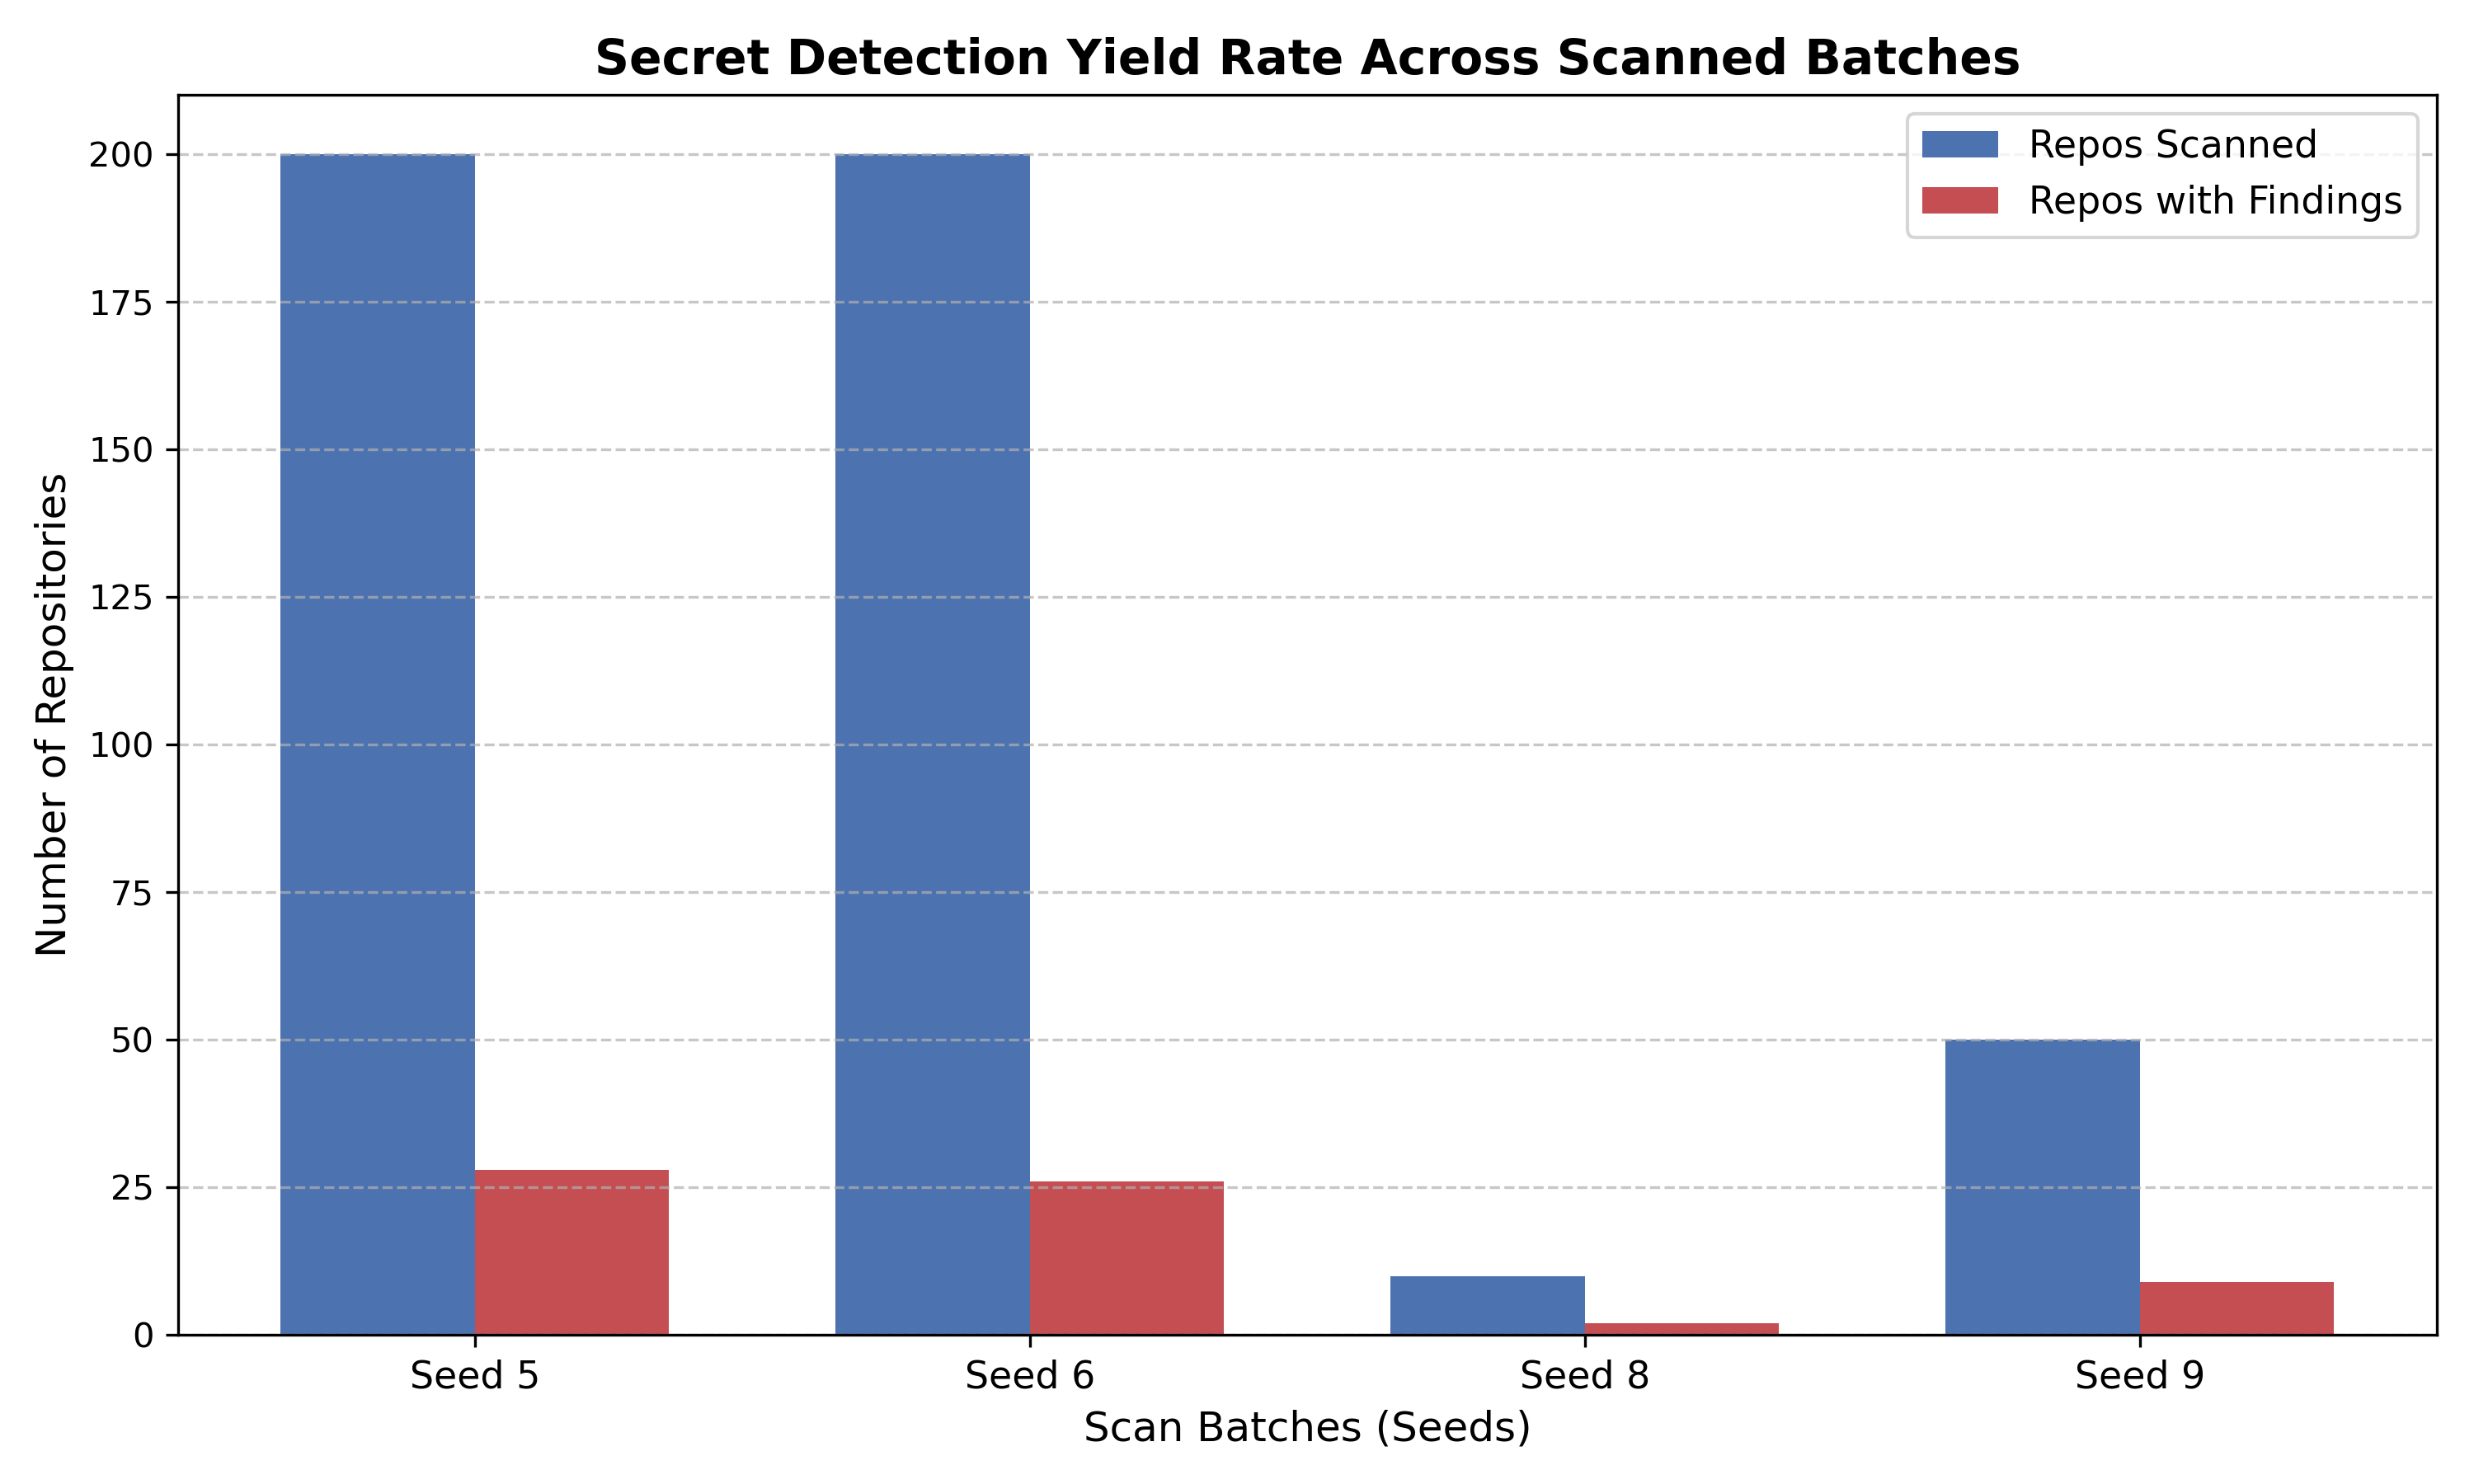 Secret Detection Yield Rate Across Scanned Batches
Repos Scanned
Repos with Findings
200
175
150
125
100
75
50
25
0
Number of Repositories
Seed 5
Seed 6
Seed 8
Seed 9
Scan Batches (Seeds)